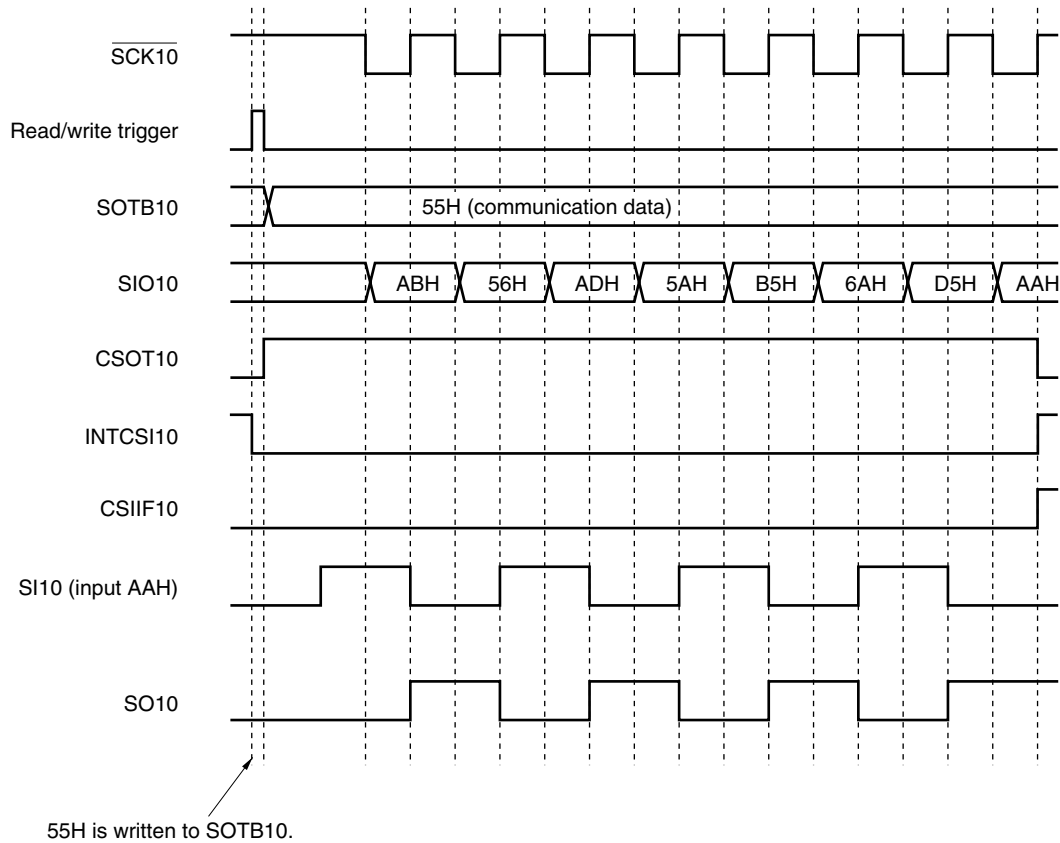 SCK10
Read/write trigger
SOTB10
55H (communication data)
SIO10
ABH 56H ADH 5AH B5H 6AH D5H AAH
CSOT10
INTCSI10
CSIIF10
SI10 (input AAH)
SO10
55H is written to SOTB10.